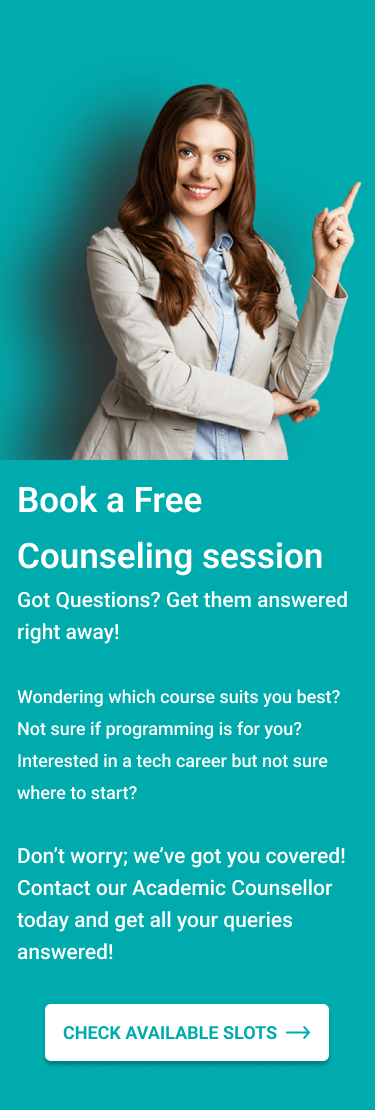 Book a Free
Counseling session
Got Questions? Get them answered
right away!
Wondering which course suits you best?
Not sure if programming is for you?
Interested in a tech career but not sure
where to start?
Don’t worry; we’ve got you covered!
Contact our Academic Counsellor
today and get all your queries
answered!
CHECK AVAILABLE SLOTS